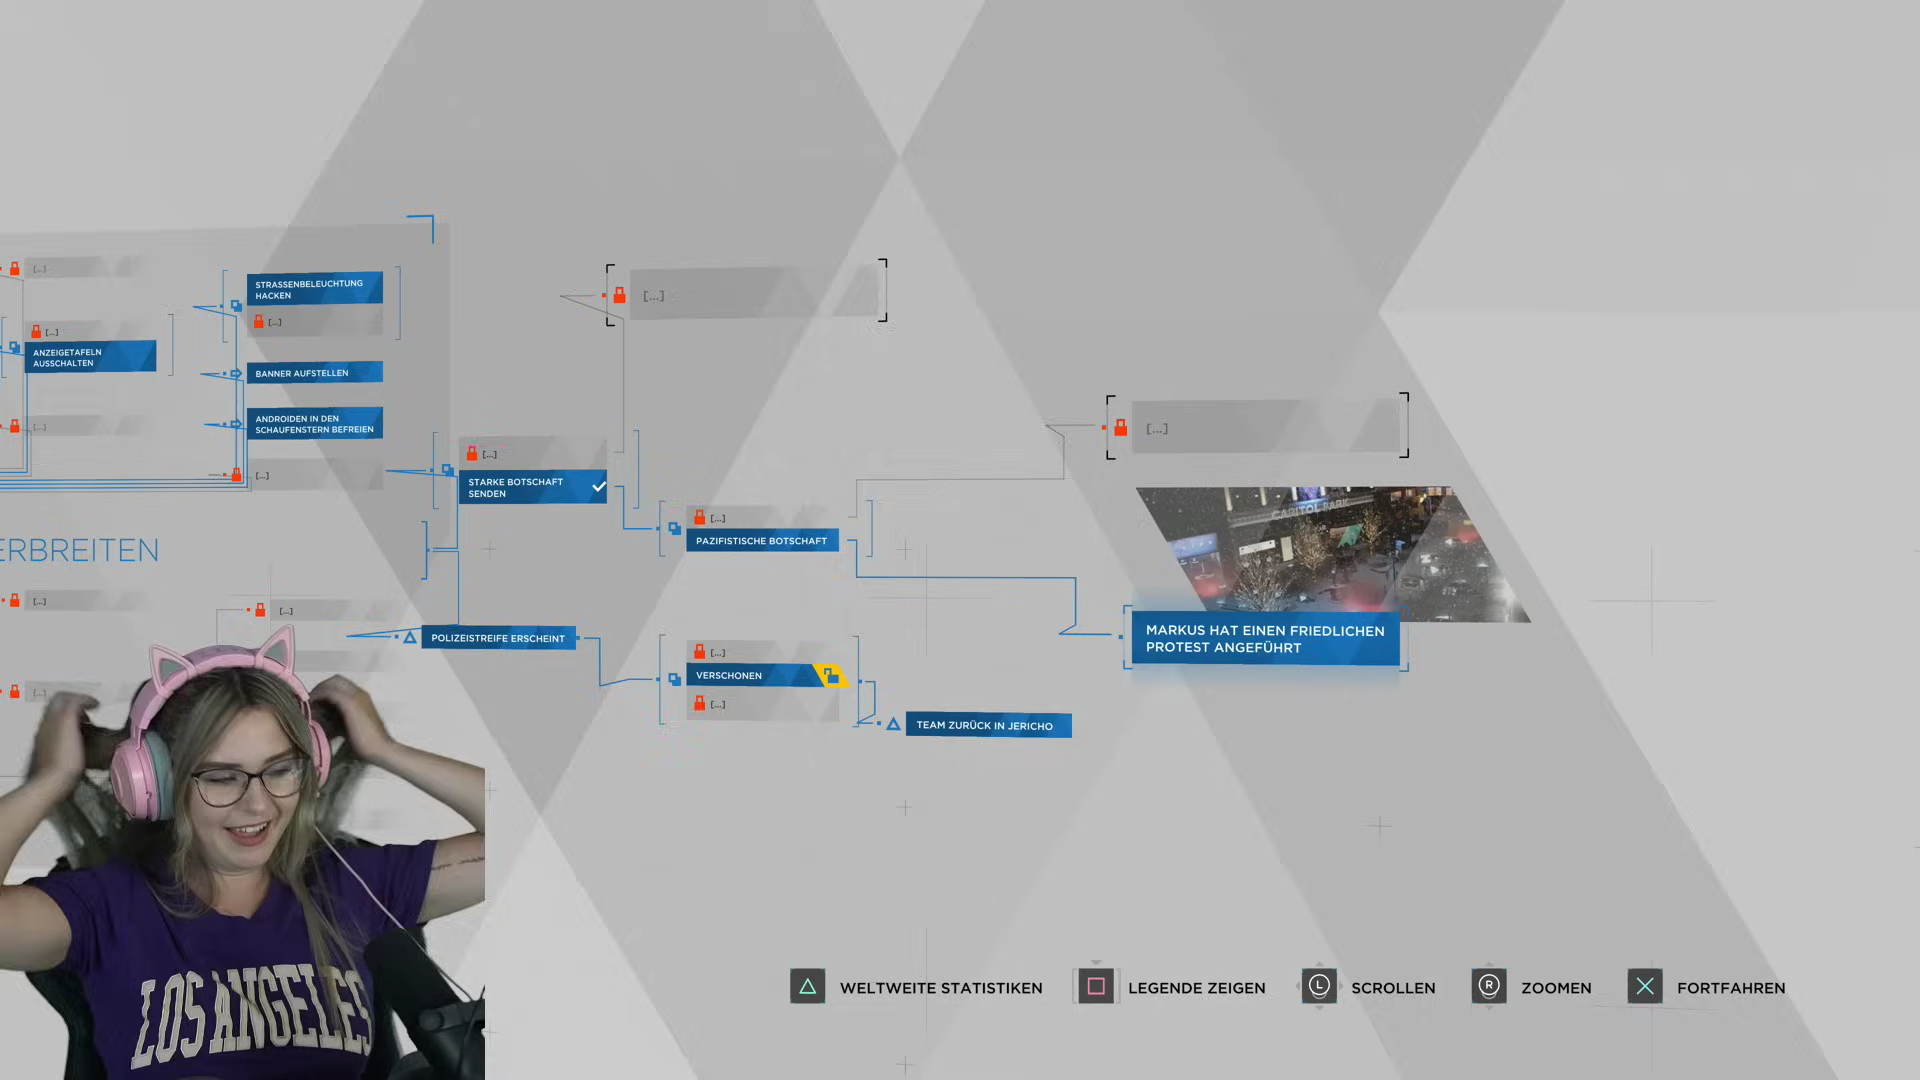 [...]
STRASSENBELEUCHTUNG
HACKEN
[...]
[...]
ANZEIGETAFELN
AUSSCHALTEN
BANNER AUFSTELLEN
[...]
ANDROIDEN IN DEN
SCHAUFENSTERN BEFREIEN
[...]
[...]
STARKE BOTSCHAFT
SENDEN
[...]
[...]
[...]
PAZIFISTISCHE BOTSCHAFT
CAPITOL PARK
ERBREITEN
[...]
[...]
POLIZEISTREIFE ERSCHEINT
MARKUS HAT EINEN FRIEDLICHEN
PROTEST ANGEFÜHRT
[...]
VERSCHONEN
[...]
[...]
TEAM ZURÜCK IN JERICHO
LOS ANGELES
WELTWEITE STATISTIKEN
LEGENDE ZEIGEN
L
SCROLLEN
R
ZOOMEN
FORTFAHREN